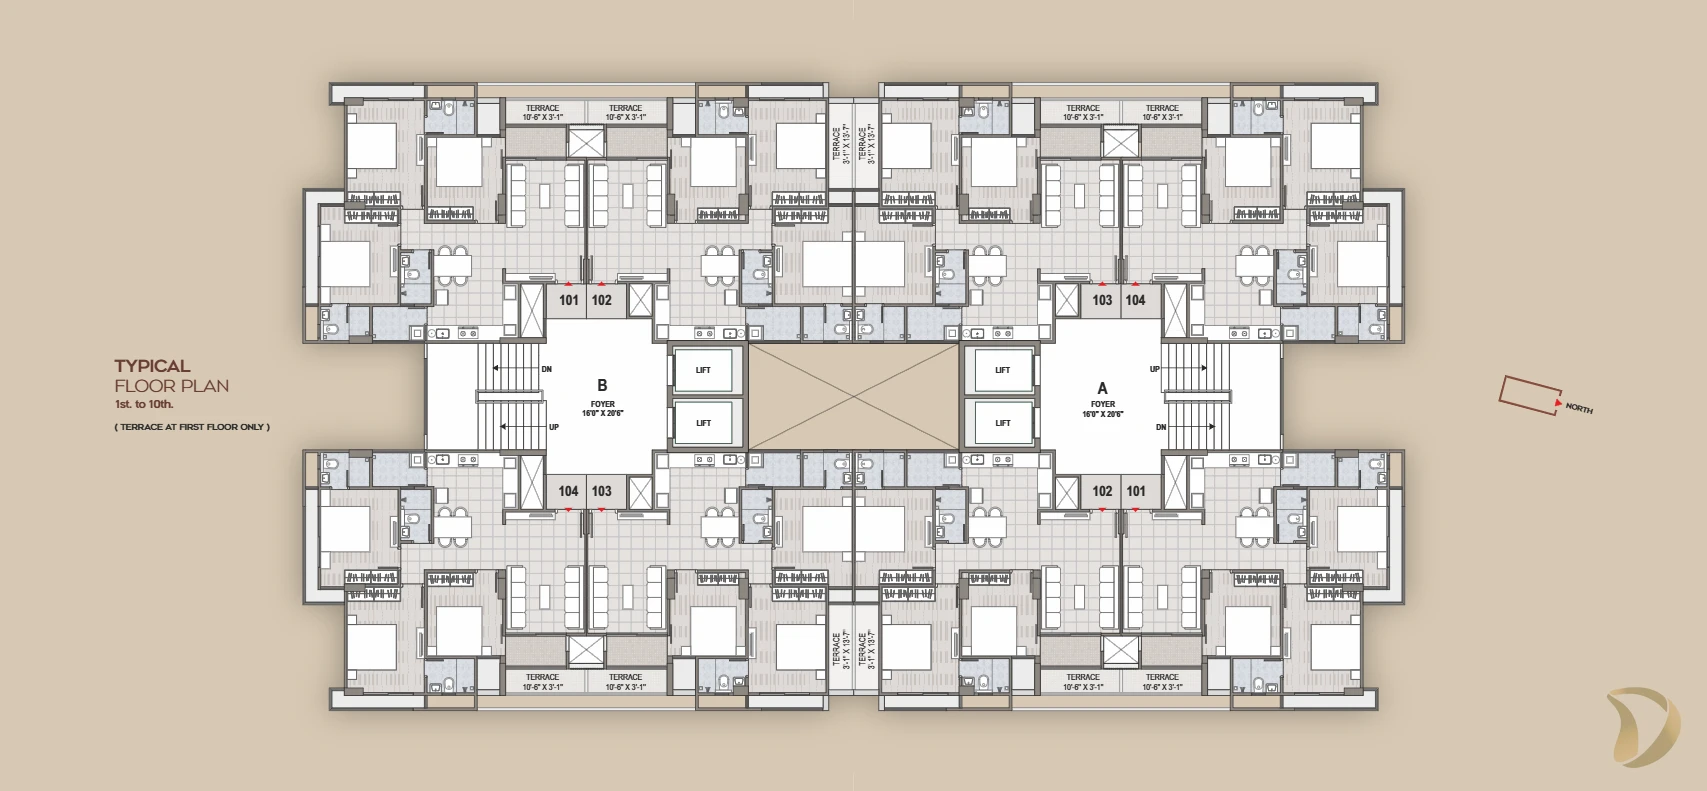 TERRACE
10'-6" X 3'-1"
TERRACE
10'-6" X 3'-1"
TERRACE
3'-1" X 13'-7"
TERRACE
3'-1" X 13'-7"
TERRACE
10'-6" X 3'-1"
TERRACE
10'-6" X 3'-1"
101
102
103
104
TYPICAL
FLOOR PLAN
1st. to 10th.
( TERRACE AT FIRST FLOOR ONLY )
DN
UP
B
FOYER
16'0" X 20'6"
LIFT
LIFT
LIFT
LIFT
A
FOYER
16'0" X 20'6"
UP
DN
NORTH
104
103
102
101
TERRACE
10'-6" X 3'-1"
TERRACE
10'-6" X 3'-1"
TERRACE
3'-1" X 13'-7"
TERRACE
3'-1" X 13'-7"
TERRACE
10'-6" X 3'-1"
TERRACE
10'-6" X 3'-1"